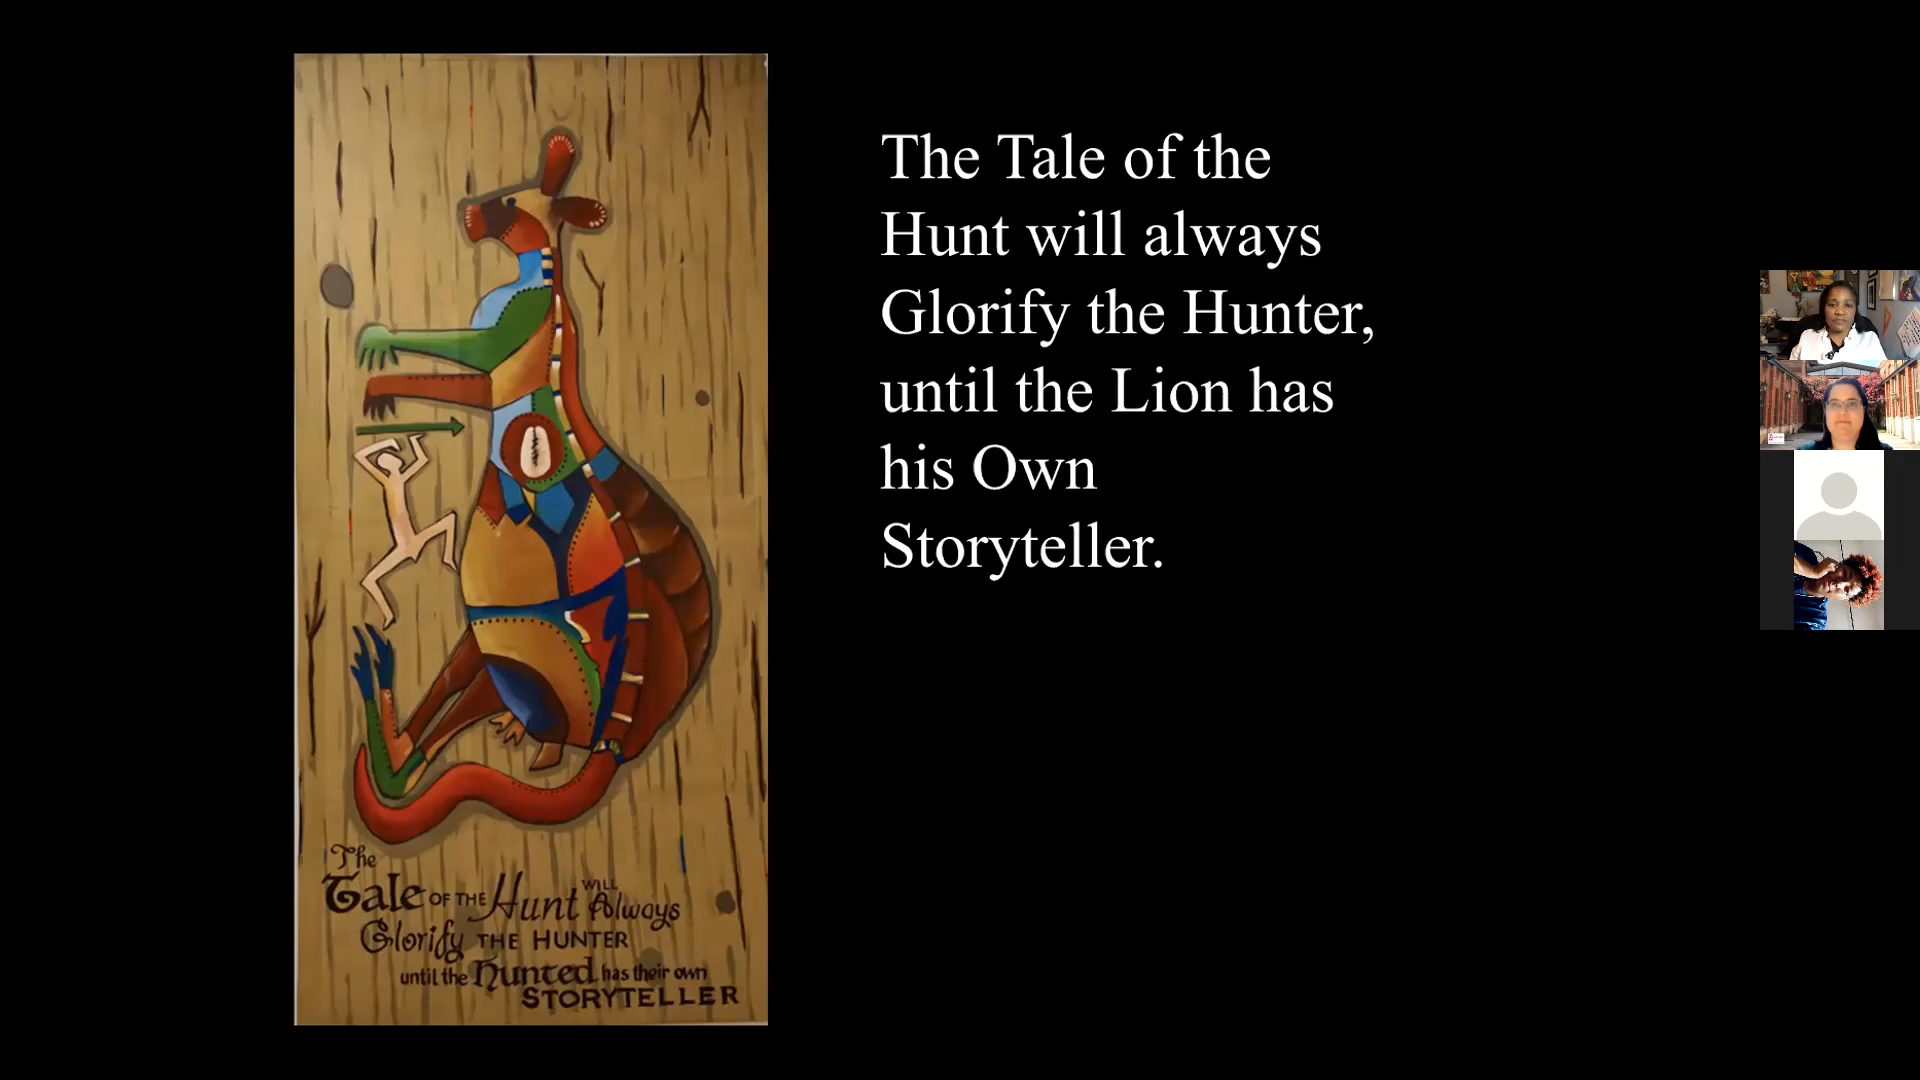 The Tale of the
Hunt will always
Glorify the Hunter,
until the Lion has
his Own
Storyteller.
The
Tale OF THE Hunt WILL Always
Glorify THE HUNTER
until the Hunted has their own
STORYTELLER